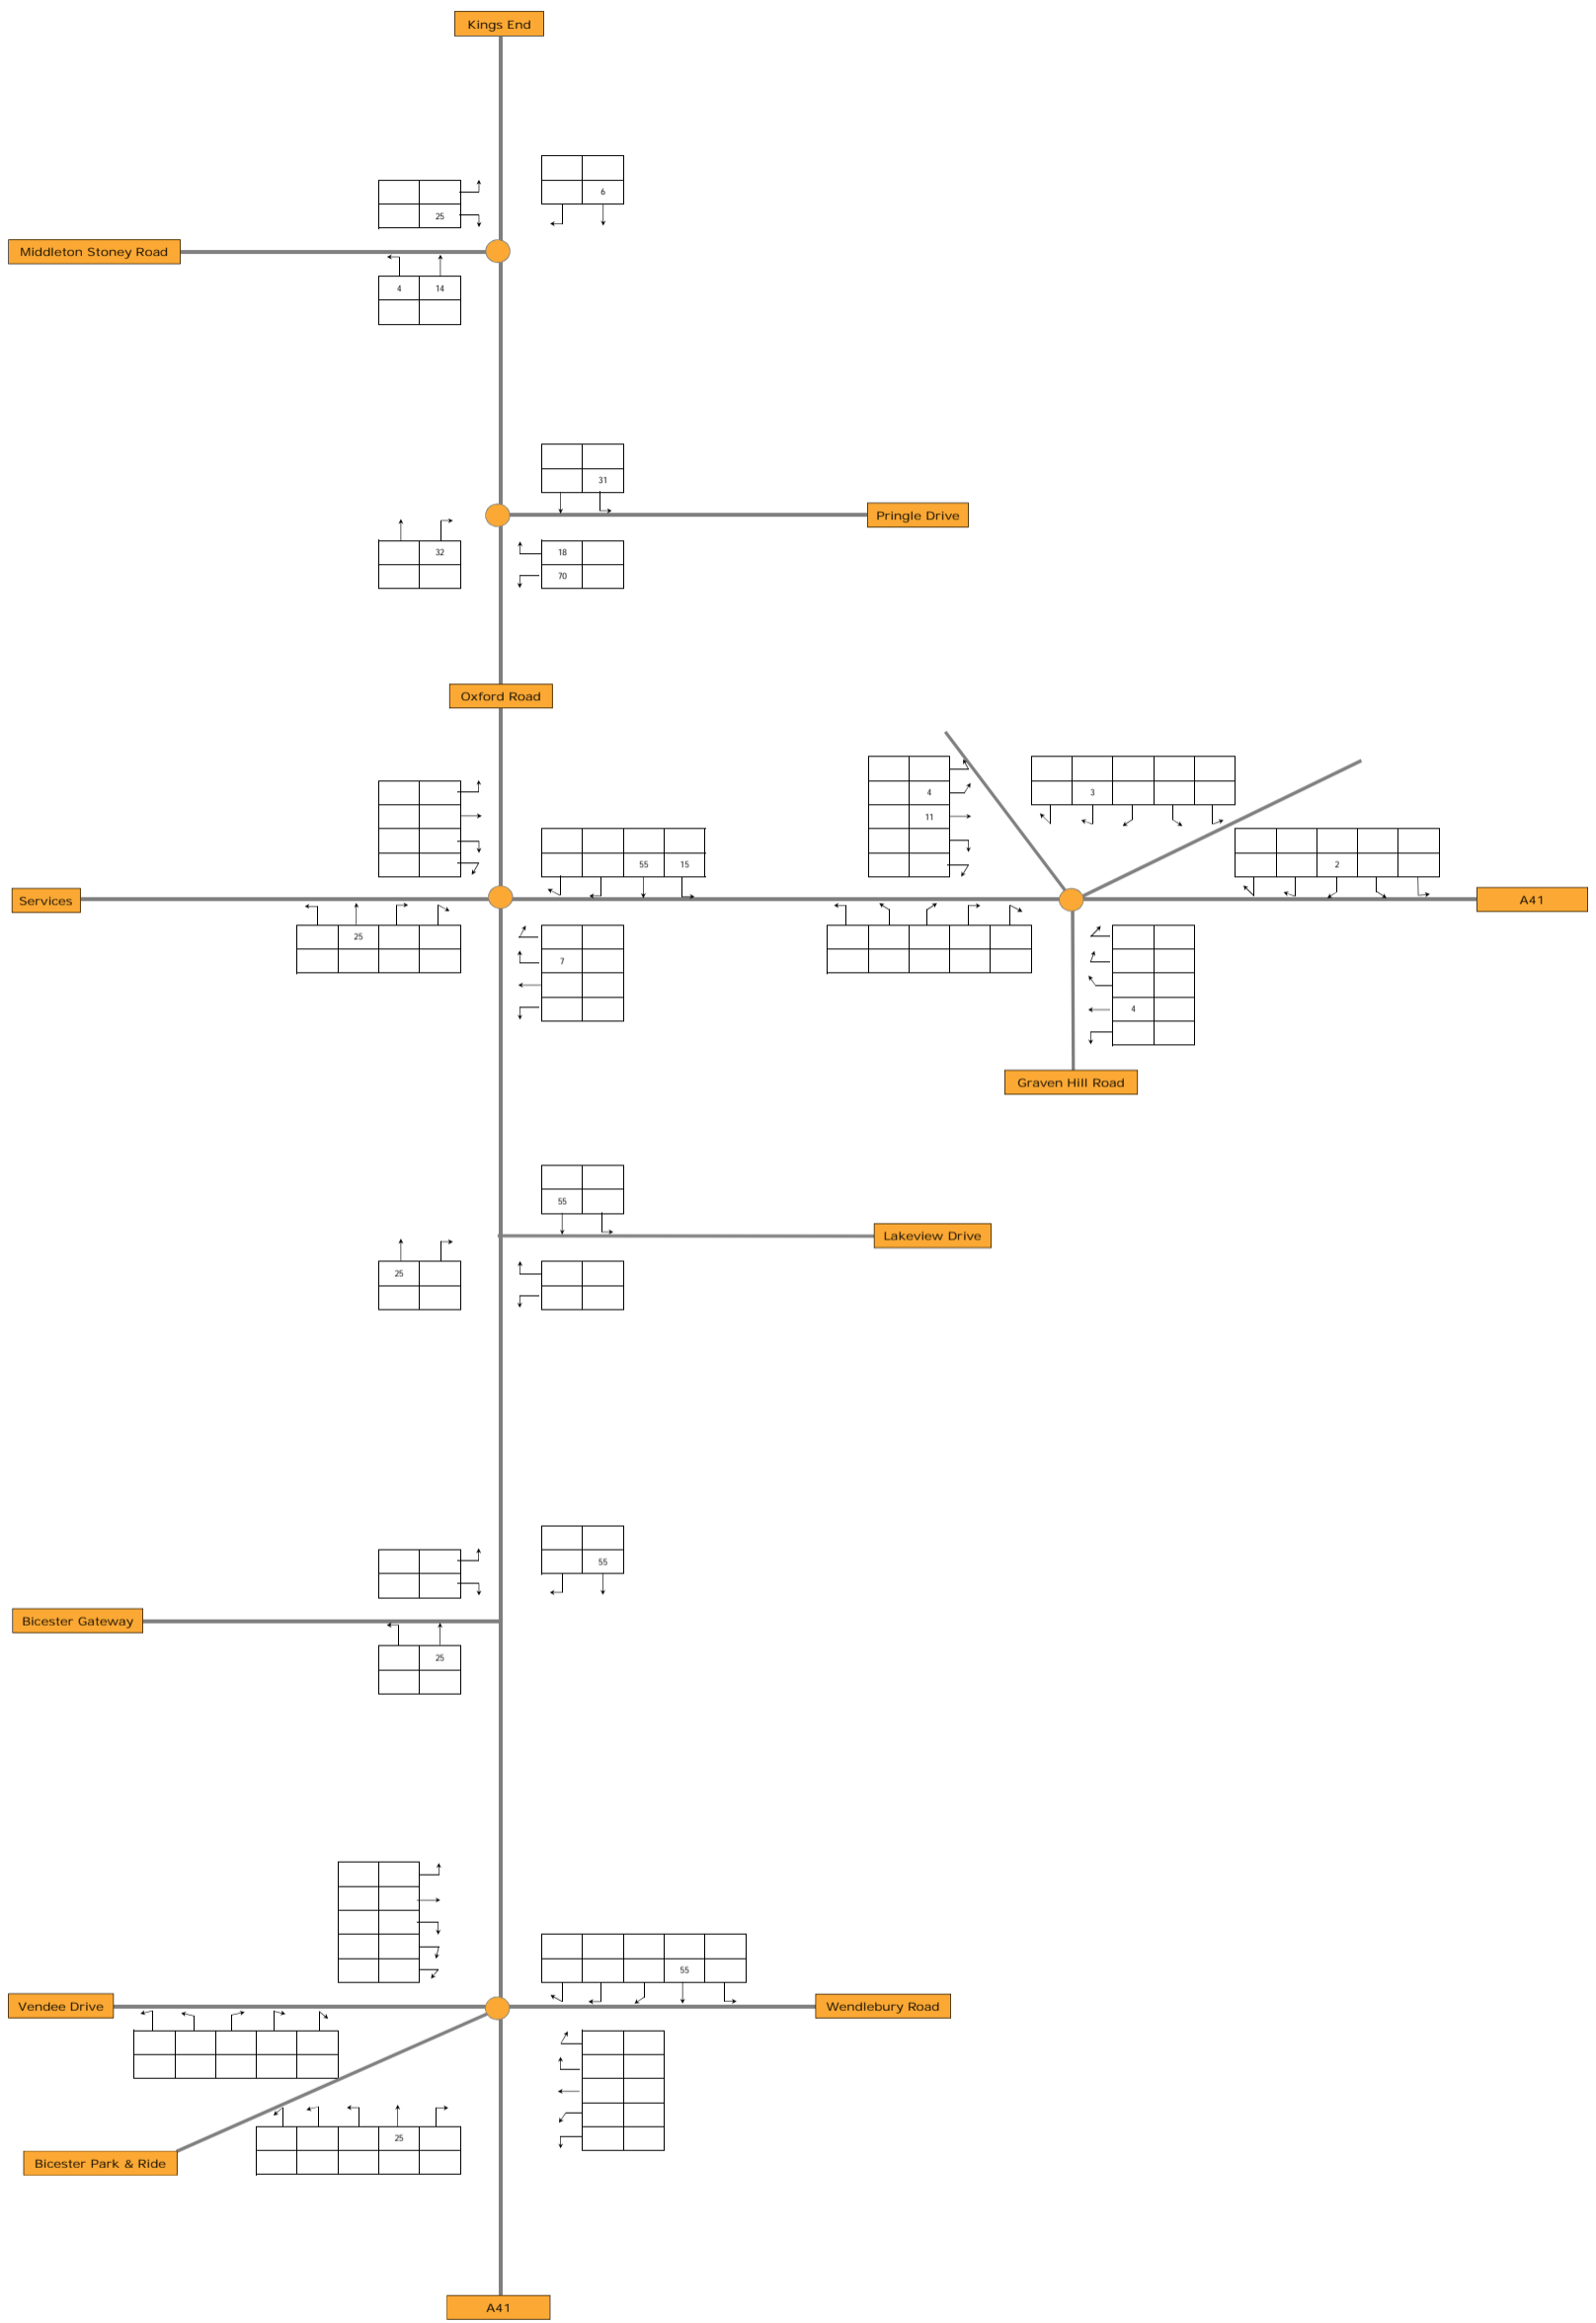 Kings End
6
25
Middleton Stoney Road
4 14
31
Pringle Drive
32 18
70
Oxford Road
4 3
11
55 15 2
Services
A41
25
7
4
Graven Hill Road
55
Lakeview Drive
25
55
Bicester Gateway
25
55
Vendee Drive
Wendlebury Road
25
Bicester Park & Ride
A41